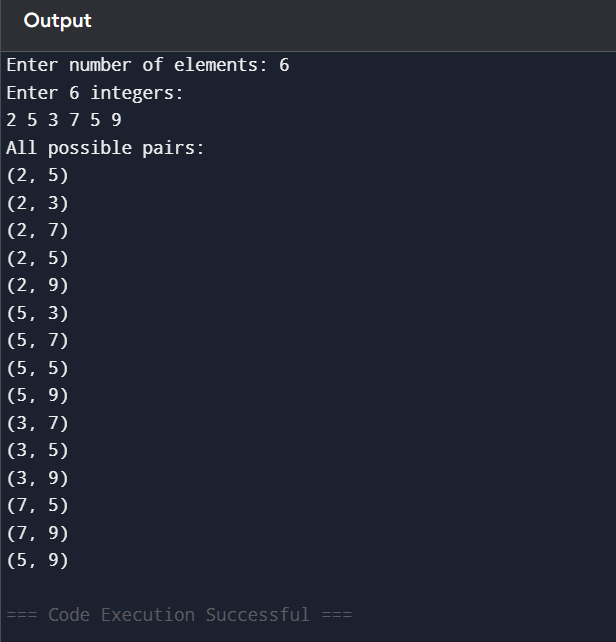 Output
Enter number of elements: 6
Enter 6 integers:
2 5 3 7 5 9
All possible pairs:
(2, 5)
(2, 3)
(2, 7)
(2, 5)
(2, 9)
(5, 3)
(5, 7)
(5, 5)
(5, 9)
(3, 7)
(3, 5)
(3, 9)
(7, 5)
(7, 9)
(5, 9)
=== Code Execution Successful ===